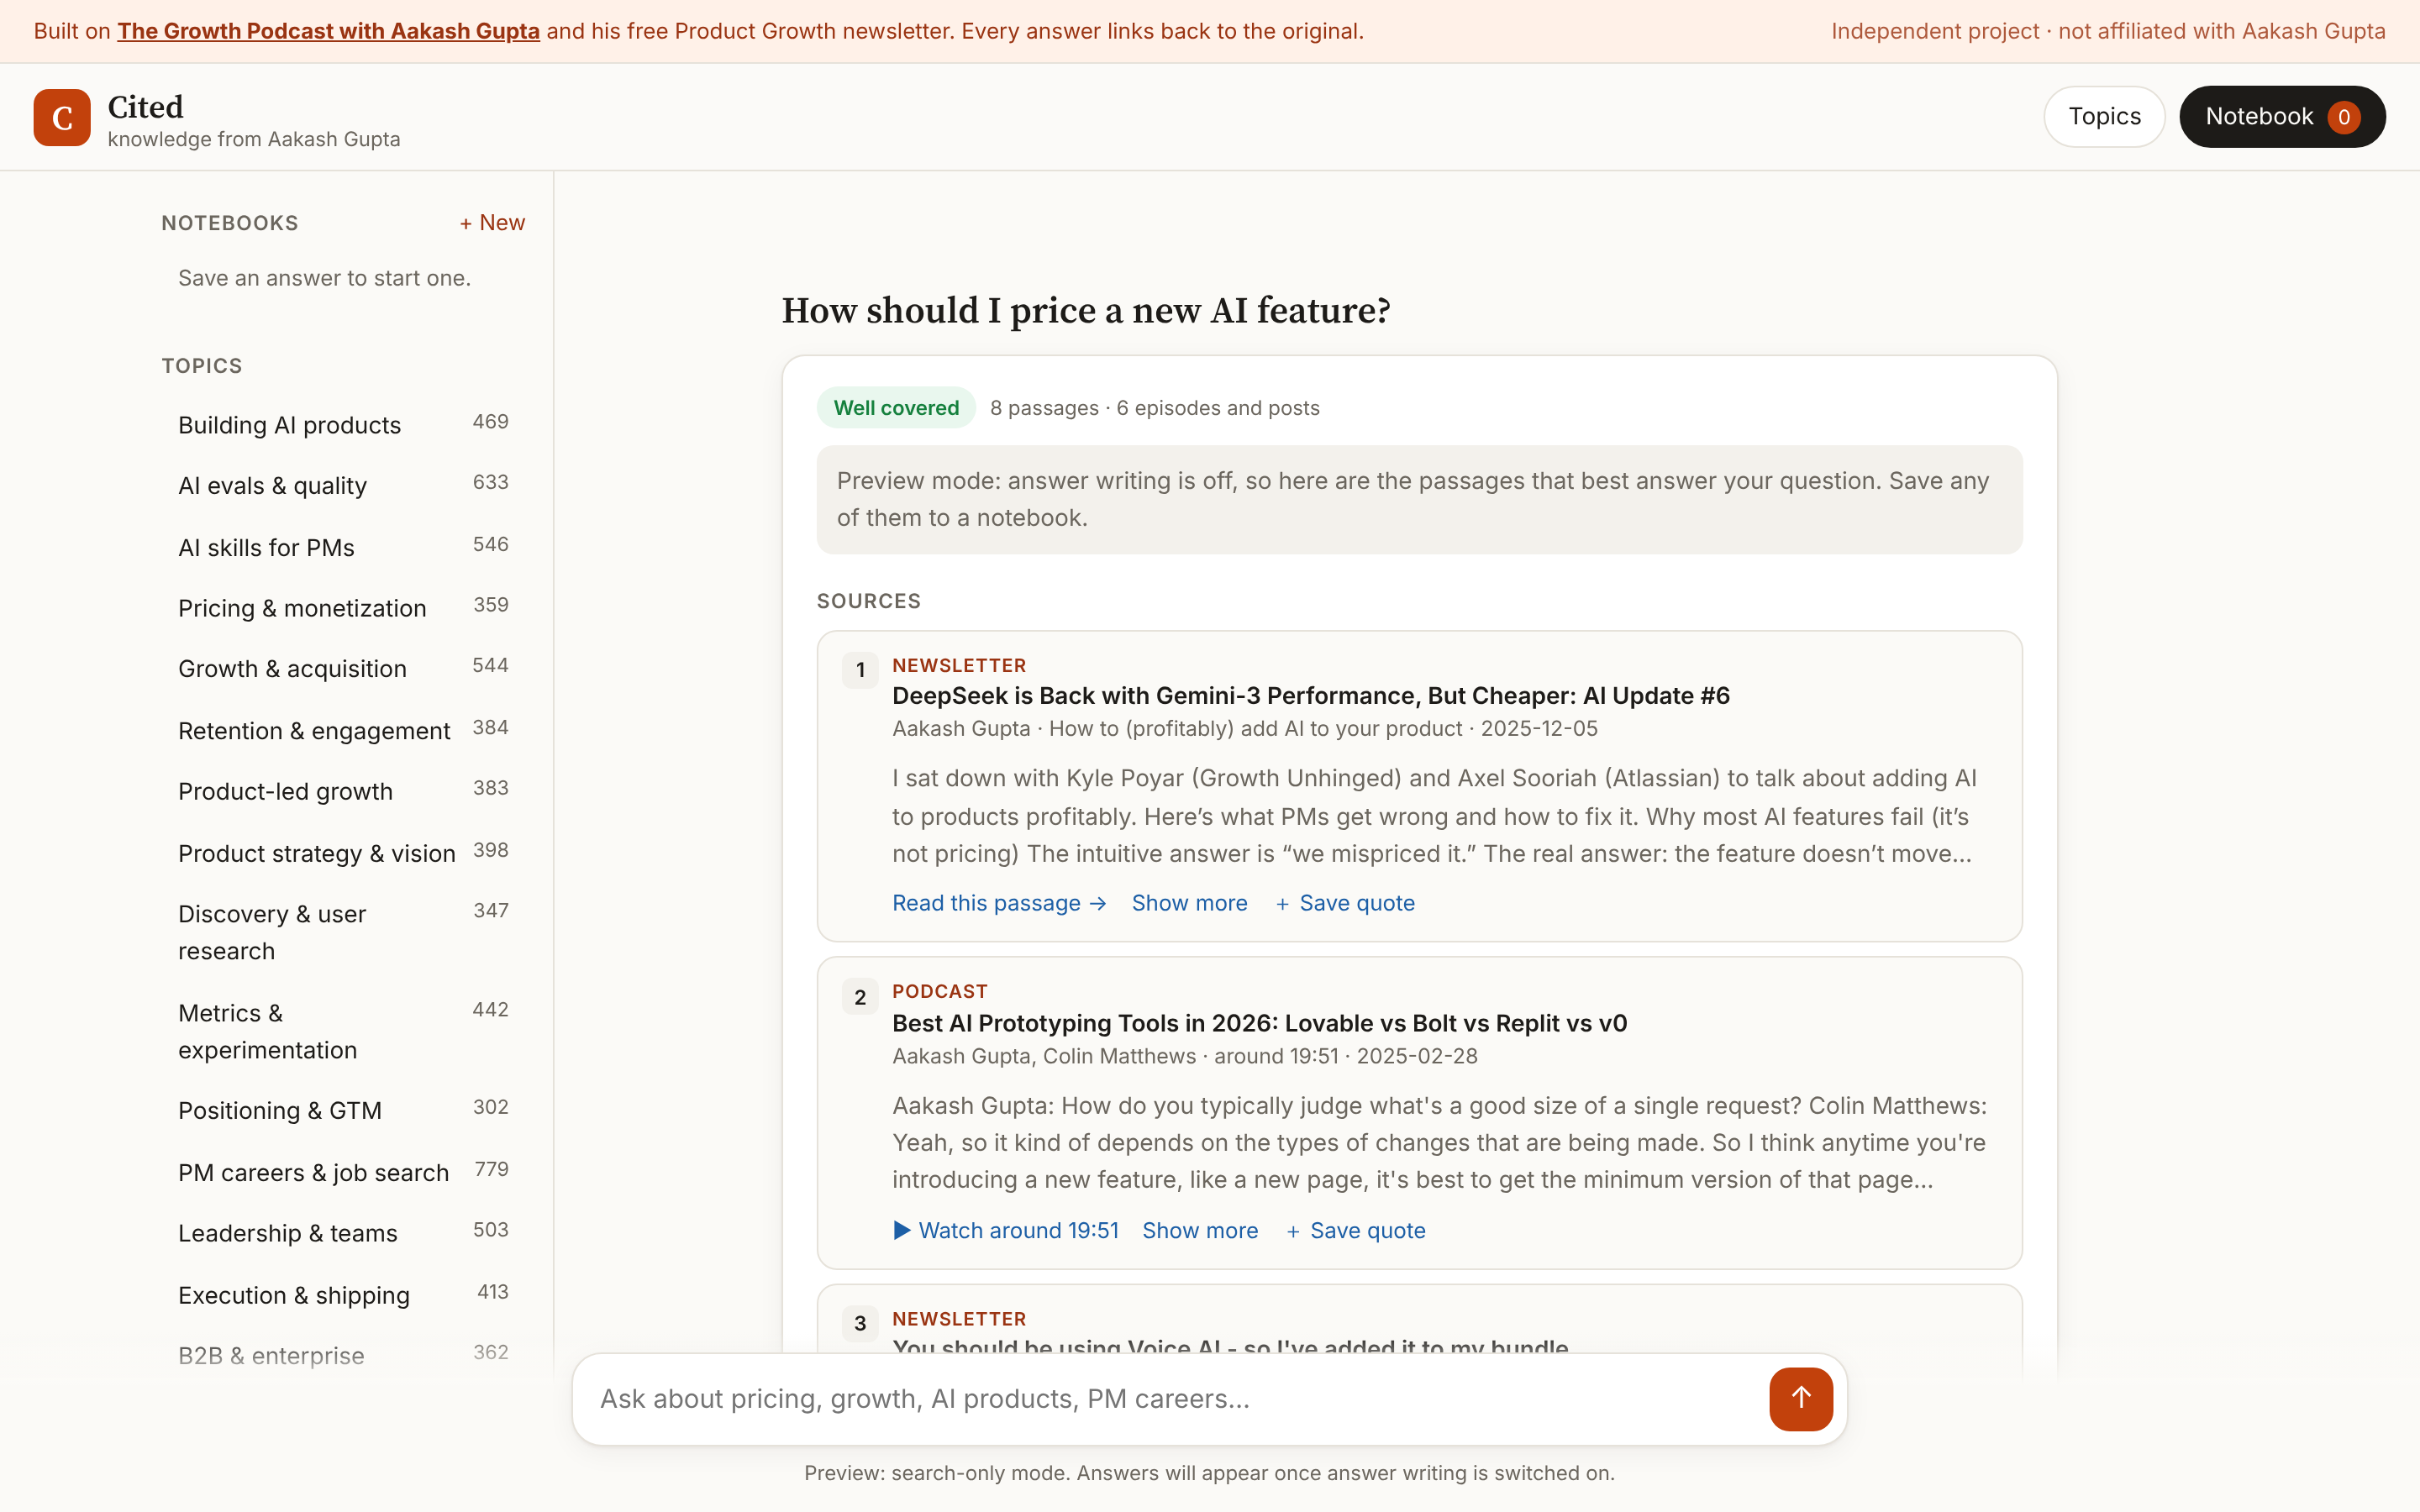 Built on The Growth Podcast with Aakash Gupta and his free Product Growth newsletter. Every answer links back to the original.
Independent project · not affiliated with Aakash Gupta
C
Cited
knowledge from Aakash Gupta
Topics
Notebook 0
NOTEBOOKS
+ New
Save an answer to start one.
TOPICS
Building AI products 469
AI evals & quality 633
AI skills for PMs 546
Pricing & monetization 359
Growth & acquisition 544
Retention & engagement 384
Product-led growth 383
Product strategy & vision 398
Discovery & user 347
research
Metrics & 442
experimentation
Positioning & GTM 302
PM careers & job search 779
Leadership & teams 503
Execution & shipping 413
B2B & enterprise 362
How should I price a new AI feature?
Well covered 8 passages · 6 episodes and posts
Preview mode: answer writing is off, so here are the passages that best answer your question. Save any
of them to a notebook.
SOURCES
1 NEWSLETTER
DeepSeek is Back with Gemini-3 Performance, But Cheaper: AI Update #6
Aakash Gupta · How to (profitably) add AI to your product · 2025-12-05
I sat down with Kyle Poyar (Growth Unhinged) and Axel Sooriah (Atlassian) to talk about adding AI
to products profitably. Here’s what PMs get wrong and how to fix it. Why most AI features fail (it’s
not pricing) The intuitive answer is “we mispriced it.” The real answer: the feature doesn’t move...
Read this passage → Show more + Save quote
2 PODCAST
Best AI Prototyping Tools in 2026: Lovable vs Bolt vs Replit vs v0
Aakash Gupta, Colin Matthews · around 19:51 · 2025-02-28
Aakash Gupta: How do you typically judge what's a good size of a single request? Colin Matthews:
Yeah, so it kind of depends on the types of changes that are being made. So I think anytime you're
introducing a new feature, like a new page, it's best to get the minimum version of that page...
▶ Watch around 19:51 Show more + Save quote
3 NEWSLETTER
You should be using Voice AI - so I've added it to my bundle
Ask about pricing, growth, AI products, PM careers...
Preview: search-only mode. Answers will appear once answer writing is switched on.